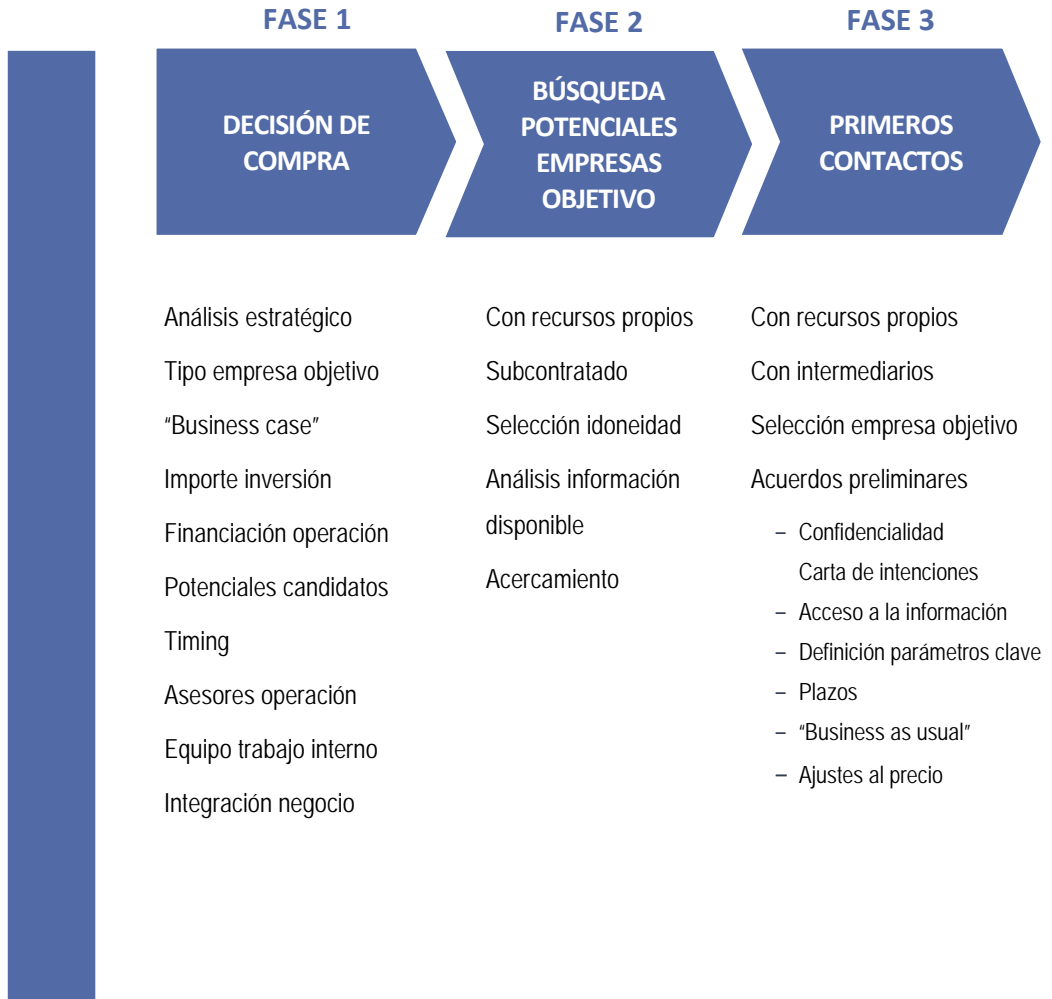 FASE 1
DECISIÓN DE
COMPRA
Análisis estratégico
Tipo empresa objetivo
“Business case”
Importe inversión
Financiación operación
Potenciales candidatos
Timing
Asesores operación
Equipo trabajo interno
Integración negocio
FASE 2
BÚSQUEDA
POTENCIALES
EMPRESAS
OBJETIVO
Con recursos propios
Subcontratado
Selección idoneidad
Análisis información
disponible
Acercamiento
FASE 3
PRIMEROS
CONTACTOS
Con recursos propios
Con intermediarios
Selección empresa objetivo
Acuerdos preliminares
– Confidencialidad
Carta de intenciones
– Acceso a la información
– Definición parámetros clave
– Plazos
– “Business as usual”
– Ajustes al precio